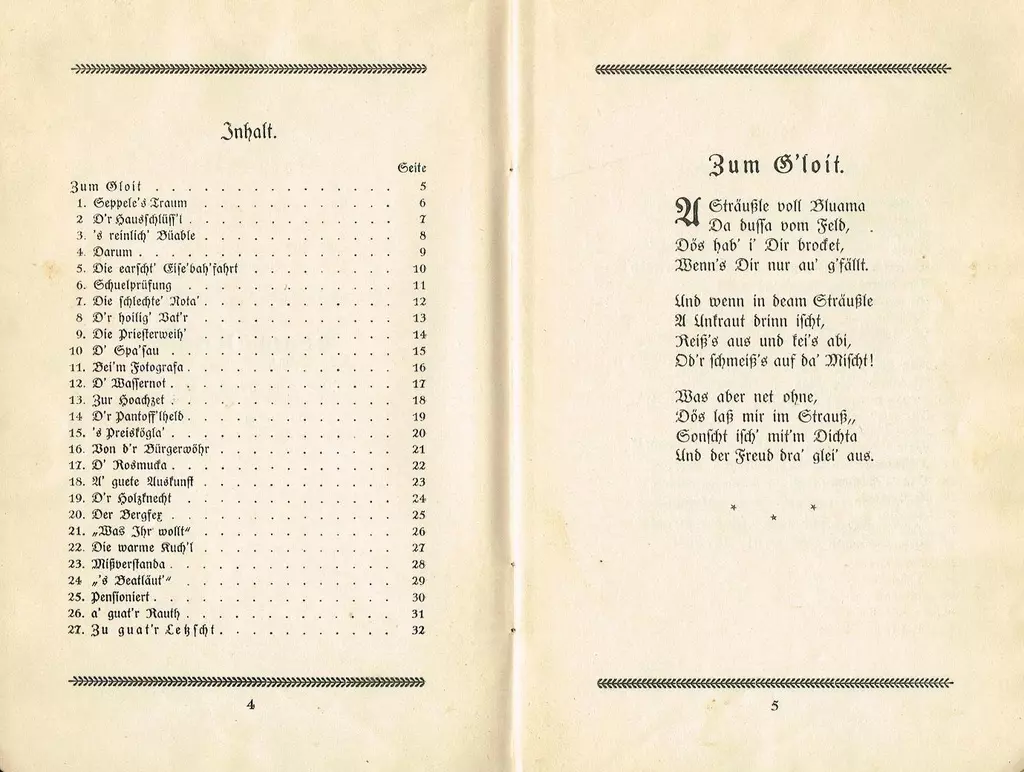 Inhalt.
Seite
Zum Gloit . . . . . . . . . . . . . . . 5
1. Seppele's Traum . . . . . . . . . . . . 6
2 D'r Hausschlüss'l . . . . . . . . . . . . 7
3. 's reinlich' Büable . . . . . . . . . . . . 8
4. Darum . . . . . . . . . . . . . . . . 9
5. Die earscht' Eise'bah'fahrt . . . . . . . . . 10
6. Schuelprüfung . . . . . . . . . . . . . 11
7. Die schlechte' Nota' . . . . . . . . . . . . 12
8 D'r hoilig' Vat'r . . . . . . . . . . . . 13
9. Die Priesterweih' . . . . . . . . . . . . 14
10 D' Spa'sau . . . . . . . . . . . . . . 15
11. Bei'm Fotografa . . . . . . . . . . . . . 16
12. D' Wassernot . . . . . . . . . . . . . . 17
13. Zur Hoachzet . . . . . . . . . . . . . . 18
14 D'r Pantoff'lheld . . . . . . . . . . . . . 19
15. 's Preiskögla' . . . . . . . . . . . . . . 20
16. Von d'r Bürgerwöhr . . . . . . . . . . . 21
17. D' Rosmucka . . . . . . . . . . . . . . 22
18. A' guete Auskunft . . . . . . . . . . . . 23
19. D'r Holzknecht . . . . . . . . . . . . . 24
20. Der Bergfex . . . . . . . . . . . . . . 25
21. „Was Ihr wollt“ . . . . . . . . . . . . 26
22. Die warme Kuch'l . . . . . . . . . . . . 27
23. Mißverstanda . . . . . . . . . . . . . . 28
24 „'s Beatläut'“ . . . . . . . . . . . . . 29
25. Pensioniert . . . . . . . . . . . . . . . 30
26. a' guat'r Rauth . . . . . . . . . . . . . 31
27. Zu guat'r Letzscht . . . . . . . . . . . . 32
4
Zum G'loit.
A Sträußle voll Bluama
Da dussa vom Feld,
Dös hab' i' Dir brocket,
Wenn's Dir nur au' g'fällt.
Und wenn in deam Sträußle
A Unkraut drinn ischt,
Reiß's aus und kei's abi,
Od'r schmeiß's auf da' Mischt!
Was aber net ohne,
Dös laß mir im Strauß,,
Sonscht isch' mit'm Dichta
Und der Freud dra' glei' aus.
* * *
5